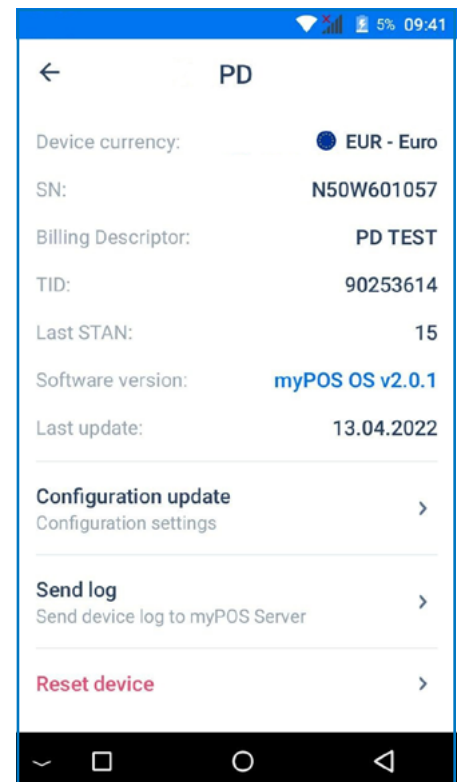 5% 09:41
PD
Device currency: EUR - Euro
SN: N50W601057
Billing Descriptor: PD TEST
TID: 90253614
Last STAN: 15
Software version: myPOS OS v2.0.1
Last update: 13.04.2022
Configuration update
Configuration settings
Send log
Send device log to myPOS Server
Reset device